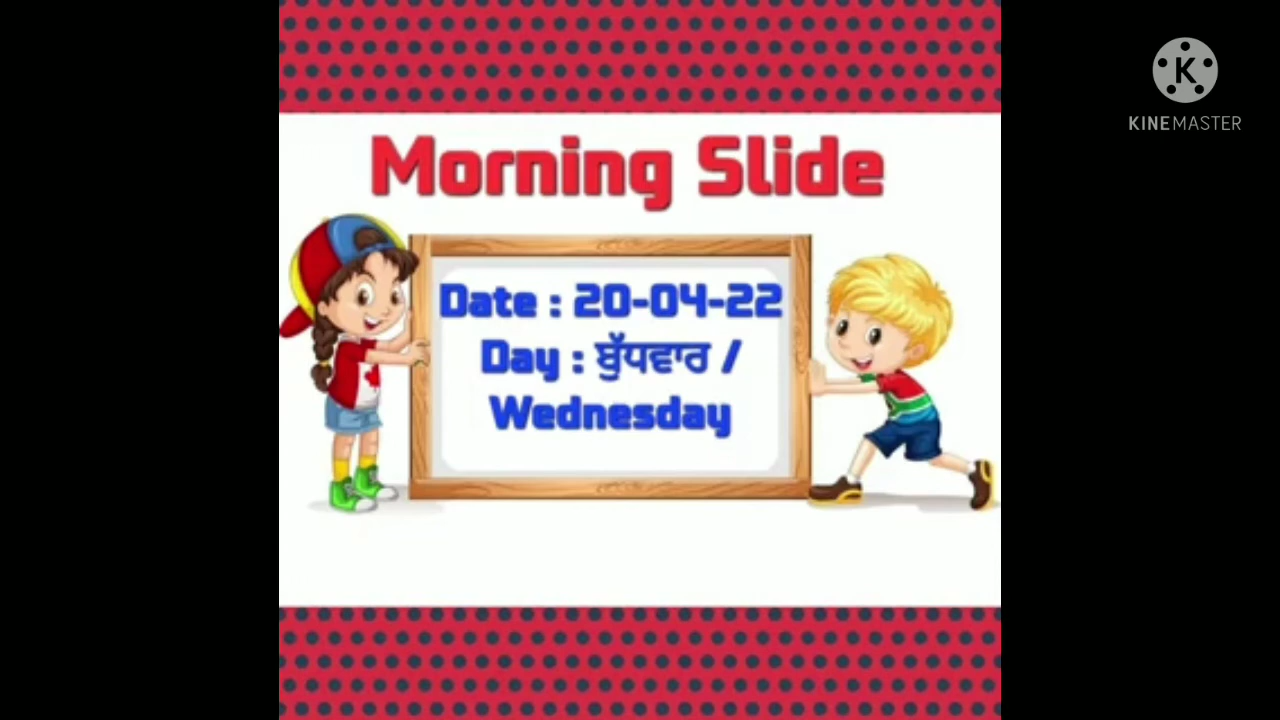 Morning Slide
Date : 20-04-22
Day : ਬੁੱਧਵਾਰ /
Wednesday
K
KINEMASTER